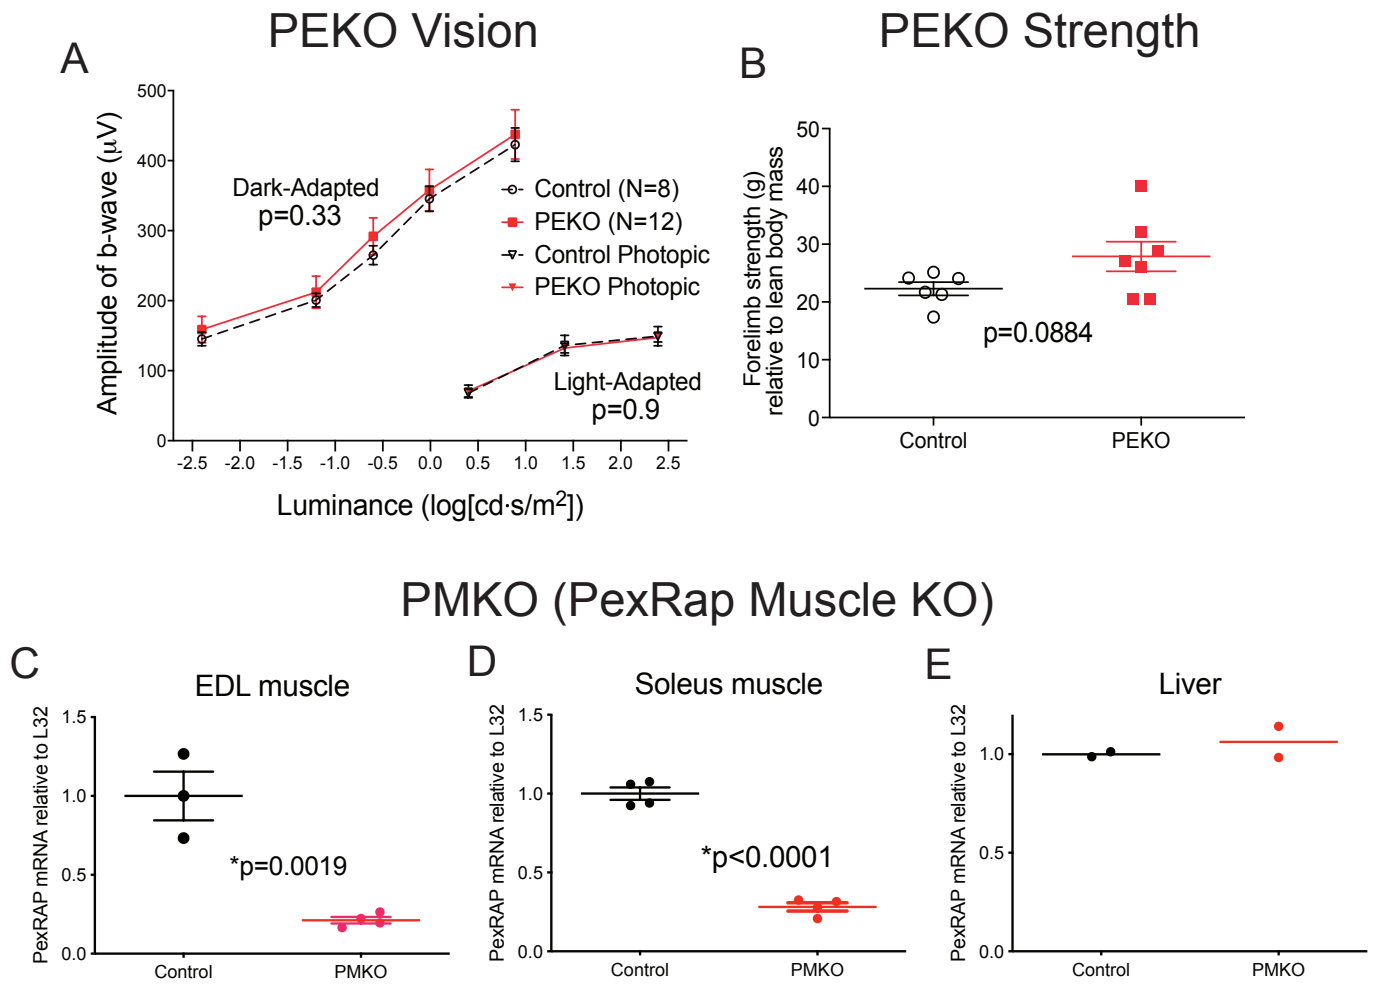 PEKO Vision
PEKO Strength
A
Amplitude of b-wave (μV)
500
400
300
200
100
0
Dark-Adapted
p=0.33
Control (N=8)
PEKO (N=12)
Control Photopic
PEKO Photopic
Light-Adapted
p=0.9
-2.5 -2.0 -1.5 -1.0 -0.5 0.0 0.5 1.0 1.5 2.0 2.5
Luminance (log[cd·s/m²])
B
Forelimb strength (g)
relative to lean body mass
50
40
30
20
10
0
p=0.0884
Control PEKO
PMKO (PexRap Muscle KO)
C
EDL muscle
PexRAP mRNA relative to L32
1.5
1.0
0.5
0.0
*p=0.0019
Control PMKO
D
Soleus muscle
PexRAP mRNA relative to L32
1.5
1.0
0.5
0.0
*p<0.0001
Control PMKO
E
Liver
PexRAP mRNA relative to L32
1.0
0.5
0.0
Control PMKO